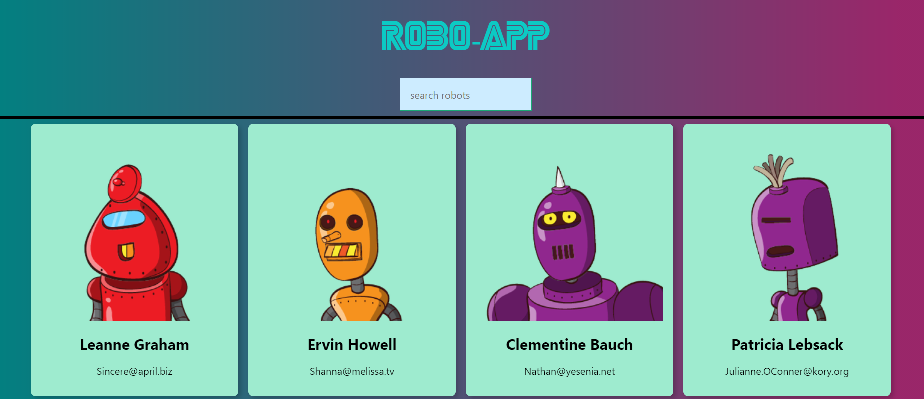 ROBO-APP
search robots
Leanne Graham
Ervin Howell
Clementine Bauch
Patricia Lebsack
Sincere@april.biz
Shanna@melissa.tv
Nathan@yesenia.net
Julianne.OConner@kory.org